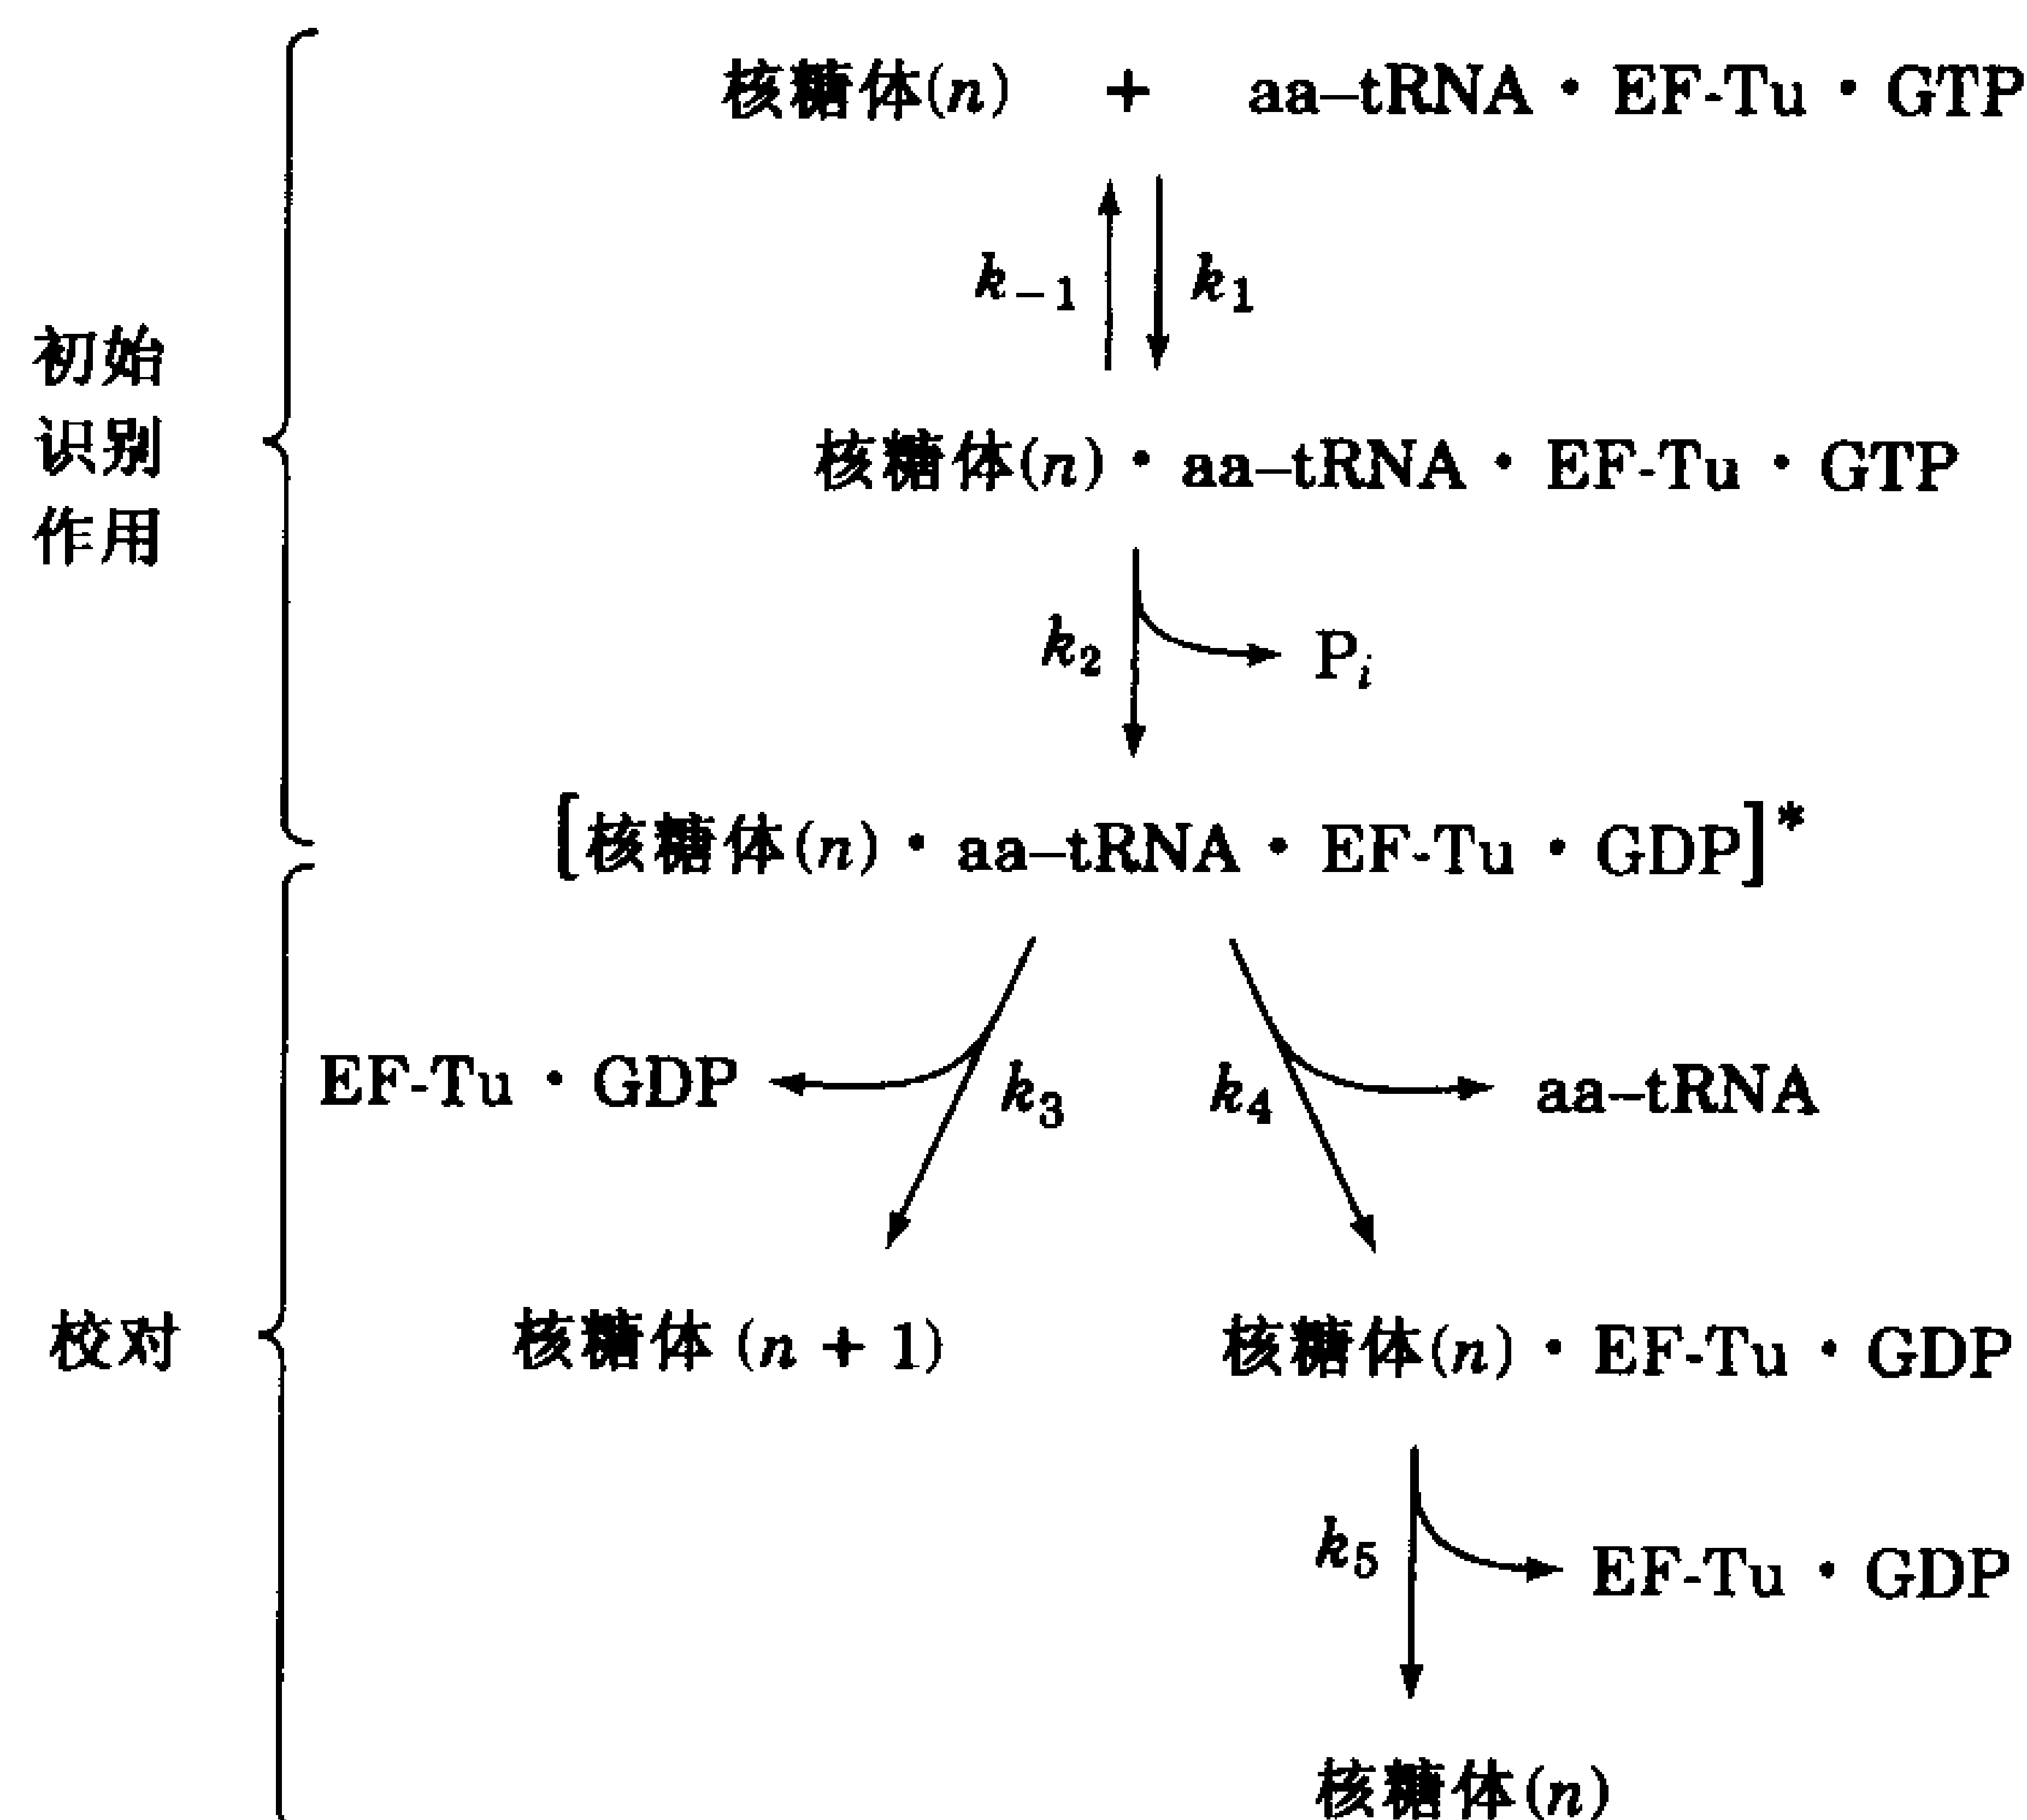 核糖体(n) + aa–tRNA · EF-Tu · GTP
k₋₁ k₁
初始
识别
作用
核糖体(n) · aa–tRNA · EF-Tu · GTP
k₂ Pᵢ
[核糖体(n) · aa–tRNA · EF-Tu · GDP]*
EF-Tu · GDP k₃ k₄ aa–tRNA
校对
核糖体 (n + 1) 核糖体(n) · EF-Tu · GDP
k₅ EF-Tu · GDP
核糖体(n)